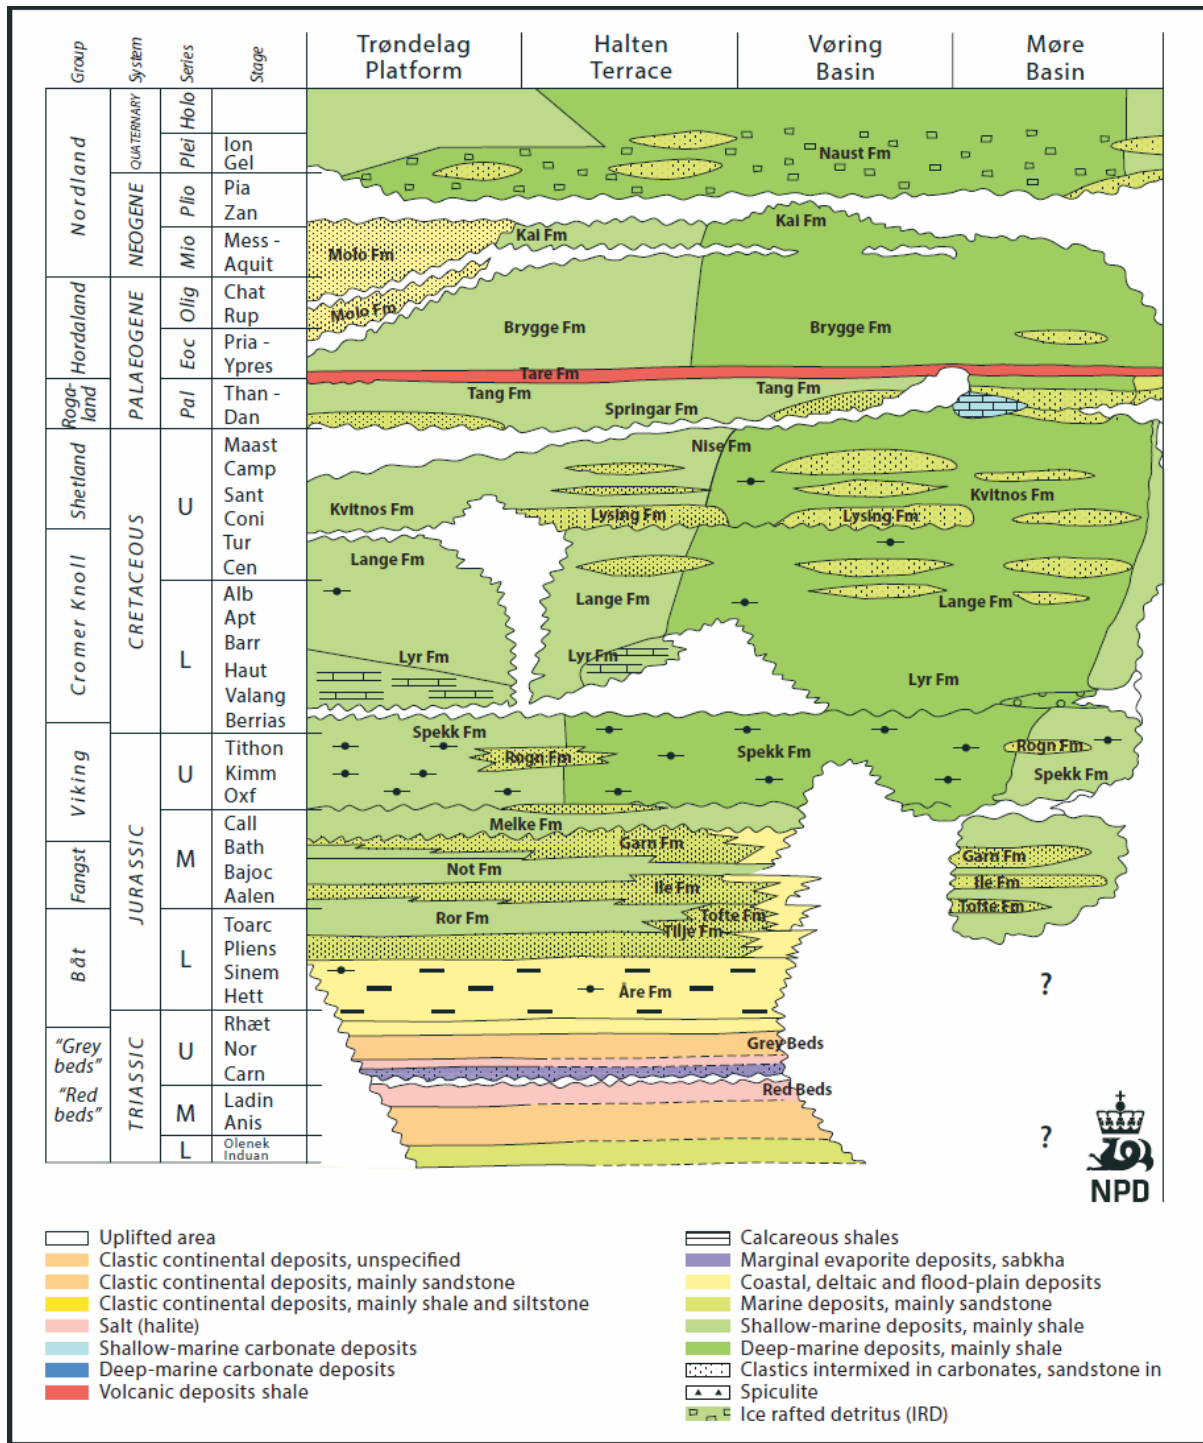 Group
System
Series
Stage
Trøndelag
Platform
Halten
Terrace
Vøring
Basin
Møre
Basin
Nordland
Hordaland
Roga-
land
Shetland
Cromer Knoll
Viking
Fangst
Båt
"Grey
beds"
"Red
beds"
QUATERNARY
NEOGENE
PALAEOGENE
CRETACEOUS
JURASSIC
TRIASSIC
Holo
Plei
Plio
Mio
Olig
Eoc
Pal
U
L
U
M
L
U
M
L
Ion
Gel
Pia
Zan
Mess -
Aquit
Chat
Rup
Pria -
Ypres
Than -
Dan
Maast
Camp
Sant
Coni
Tur
Cen
Alb
Apt
Barr
Haut
Valang
Berrias
Tithon
Kimm
Oxf
Call
Bath
Bajoc
Aalen
Toarc
Pliens
Sinem
Hett
Rhæt
Nor
Carn
Ladin
Anis
Olenek
Induan
Naust Fm
Kai Fm
Kai Fm
Molo Fm
Molo Fm
Brygge Fm
Brygge Fm
Tare Fm
Tang Fm
Tang Fm
Springar Fm
Nise Fm
Kvitnos Fm
Kvitnos Fm
Lysing Fm
Lysing Fm
Lange Fm
Lange Fm
Lange Fm
Lyr Fm
Lyr Fm
Lyr Fm
Spekk Fm
Rogn Fm
Spekk Fm
Rogn Fm
Spekk Fm
Melke Fm
Garn Fm
Garn Fm
Not Fm
Ile Fm
Ile Fm
Ror Fm
Tofte Fm
Tofte Fm
Tilje Fm
Åre Fm
?
Grey Beds
Red Beds
?
NPD
Uplifted area
Clastic continental deposits, unspecified
Clastic continental deposits, mainly sandstone
Clastic continental deposits, mainly shale and siltstone
Salt (halite)
Shallow-marine carbonate deposits
Deep-marine carbonate deposits
Volcanic deposits shale
Calcareous shales
Marginal evaporite deposits, sabkha
Coastal, deltaic and flood-plain deposits
Marine deposits, mainly sandstone
Shallow-marine deposits, mainly shale
Deep-marine deposits, mainly shale
Clastics intermixed in carbonates, sandstone in
Spiculite
Ice rafted detritus (IRD)